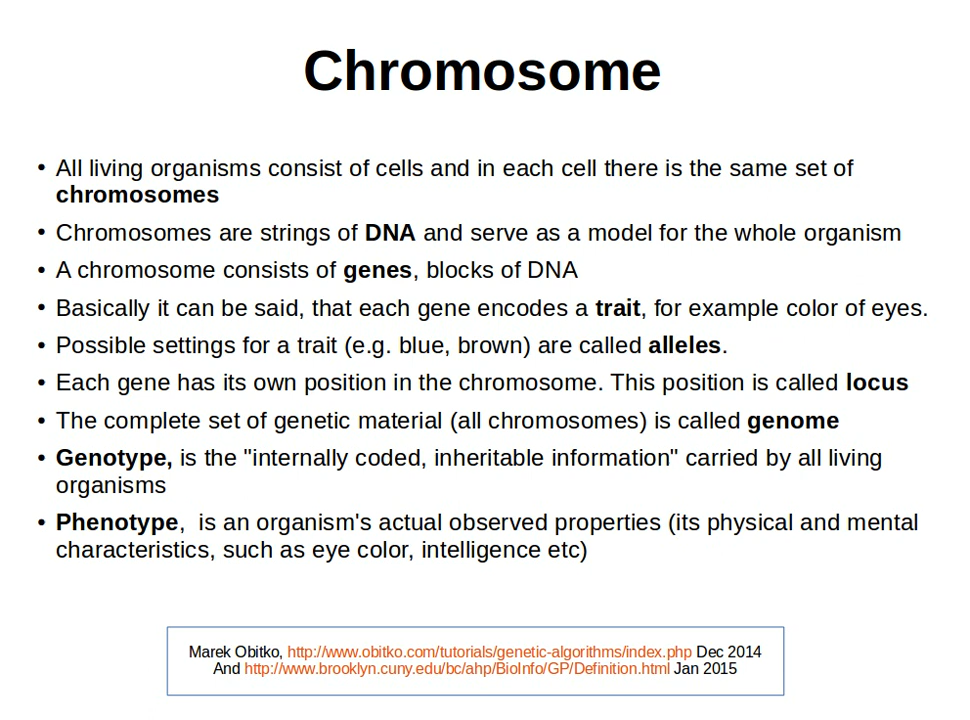 Chromosome
• All living organisms consist of cells and in each cell there is the same set of
chromosomes
• Chromosomes are strings of DNA and serve as a model for the whole organism
• A chromosome consists of genes, blocks of DNA
• Basically it can be said, that each gene encodes a trait, for example color of eyes.
• Possible settings for a trait (e.g. blue, brown) are called alleles.
• Each gene has its own position in the chromosome. This position is called locus
• The complete set of genetic material (all chromosomes) is called genome
• Genotype, is the "internally coded, inheritable information" carried by all living
organisms
• Phenotype,  is an organism's actual observed properties (its physical and mental
characteristics, such as eye color, intelligence etc)
Marek Obitko, http://www.obitko.com/tutorials/genetic-algorithms/index.php Dec 2014
And http://www.brooklyn.cuny.edu/bc/ahp/BioInfo/GP/Definition.html Jan 2015